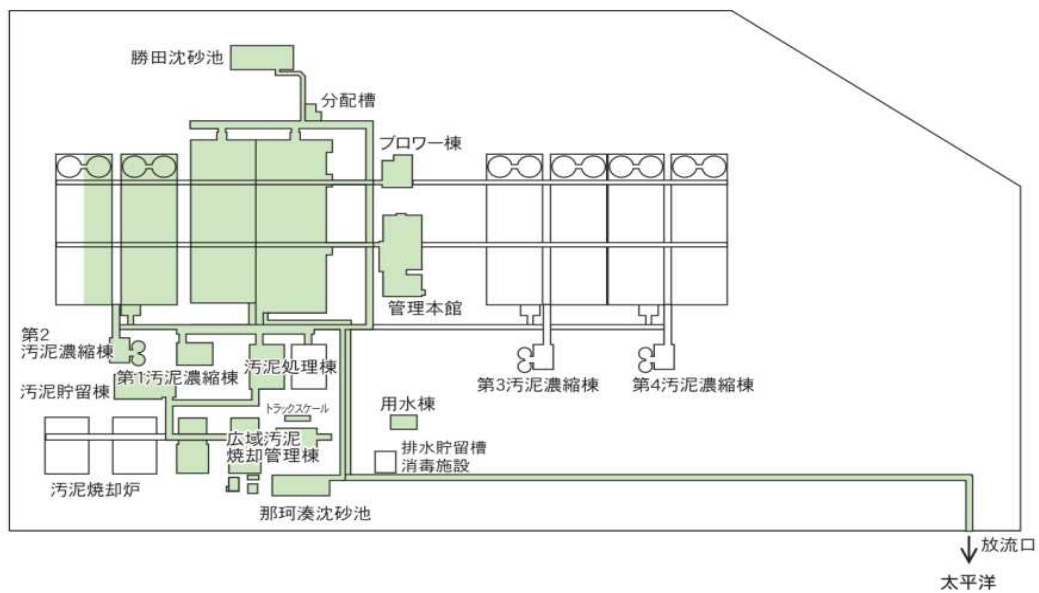 勝田沈砂池
分配槽
ブロワー棟
管理本館
第2
汚泥濃縮棟
第1汚泥濃縮棟
汚泥処理棟
第3汚泥濃縮棟
第4汚泥濃縮棟
汚泥貯留棟
トラックスケール
用水棟
広域汚泥
焼却管理棟
排水貯留槽
消毒施設
汚泥焼却炉
那珂湊沈砂池
放流口
太平洋